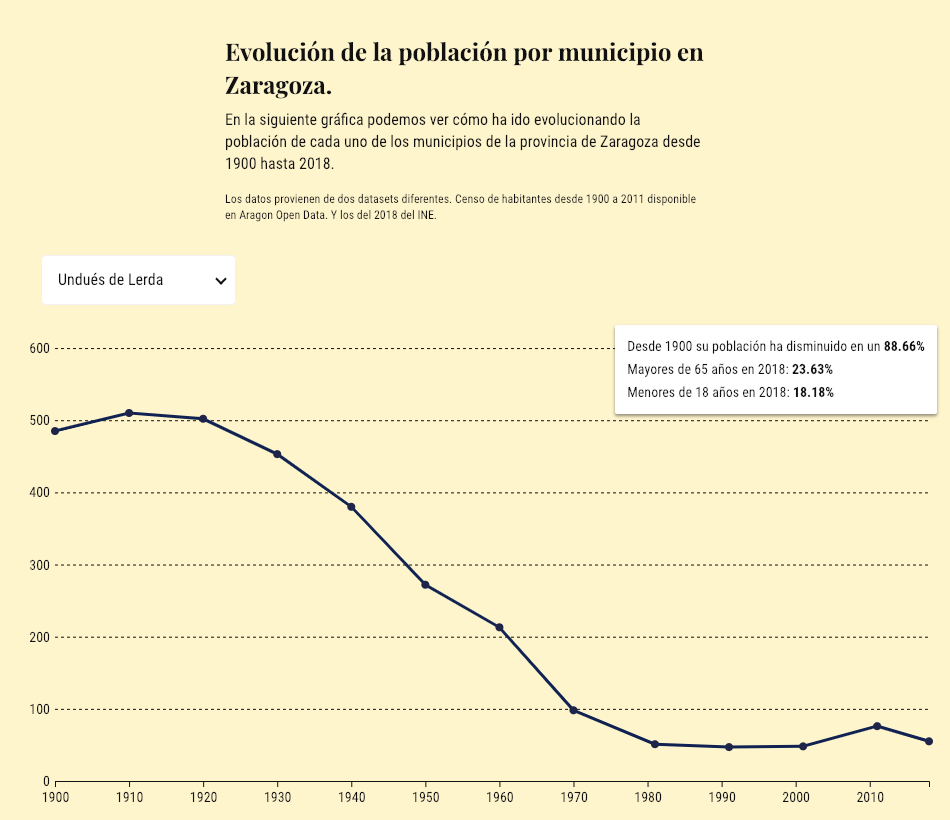 Evolución de la población por municipio en
Zaragoza.
En la siguiente gráfica podemos ver cómo ha ido evolucionando la
población de cada uno de los municipios de la provincia de Zaragoza desde
1900 hasta 2018.
Los datos provienen de dos datasets diferentes. Censo de habitantes desde 1900 a 2011 disponible
en Aragon Open Data. Y los del 2018 del INE.
Undués de Lerda
Desde 1900 su población ha disminuido en un 88.66%
Mayores de 65 años en 2018: 23.63%
Menores de 18 años en 2018: 18.18%
600
500
400
300
200
100
0
1900 1910 1920 1930 1940 1950 1960 1970 1980 1990 2000 2010